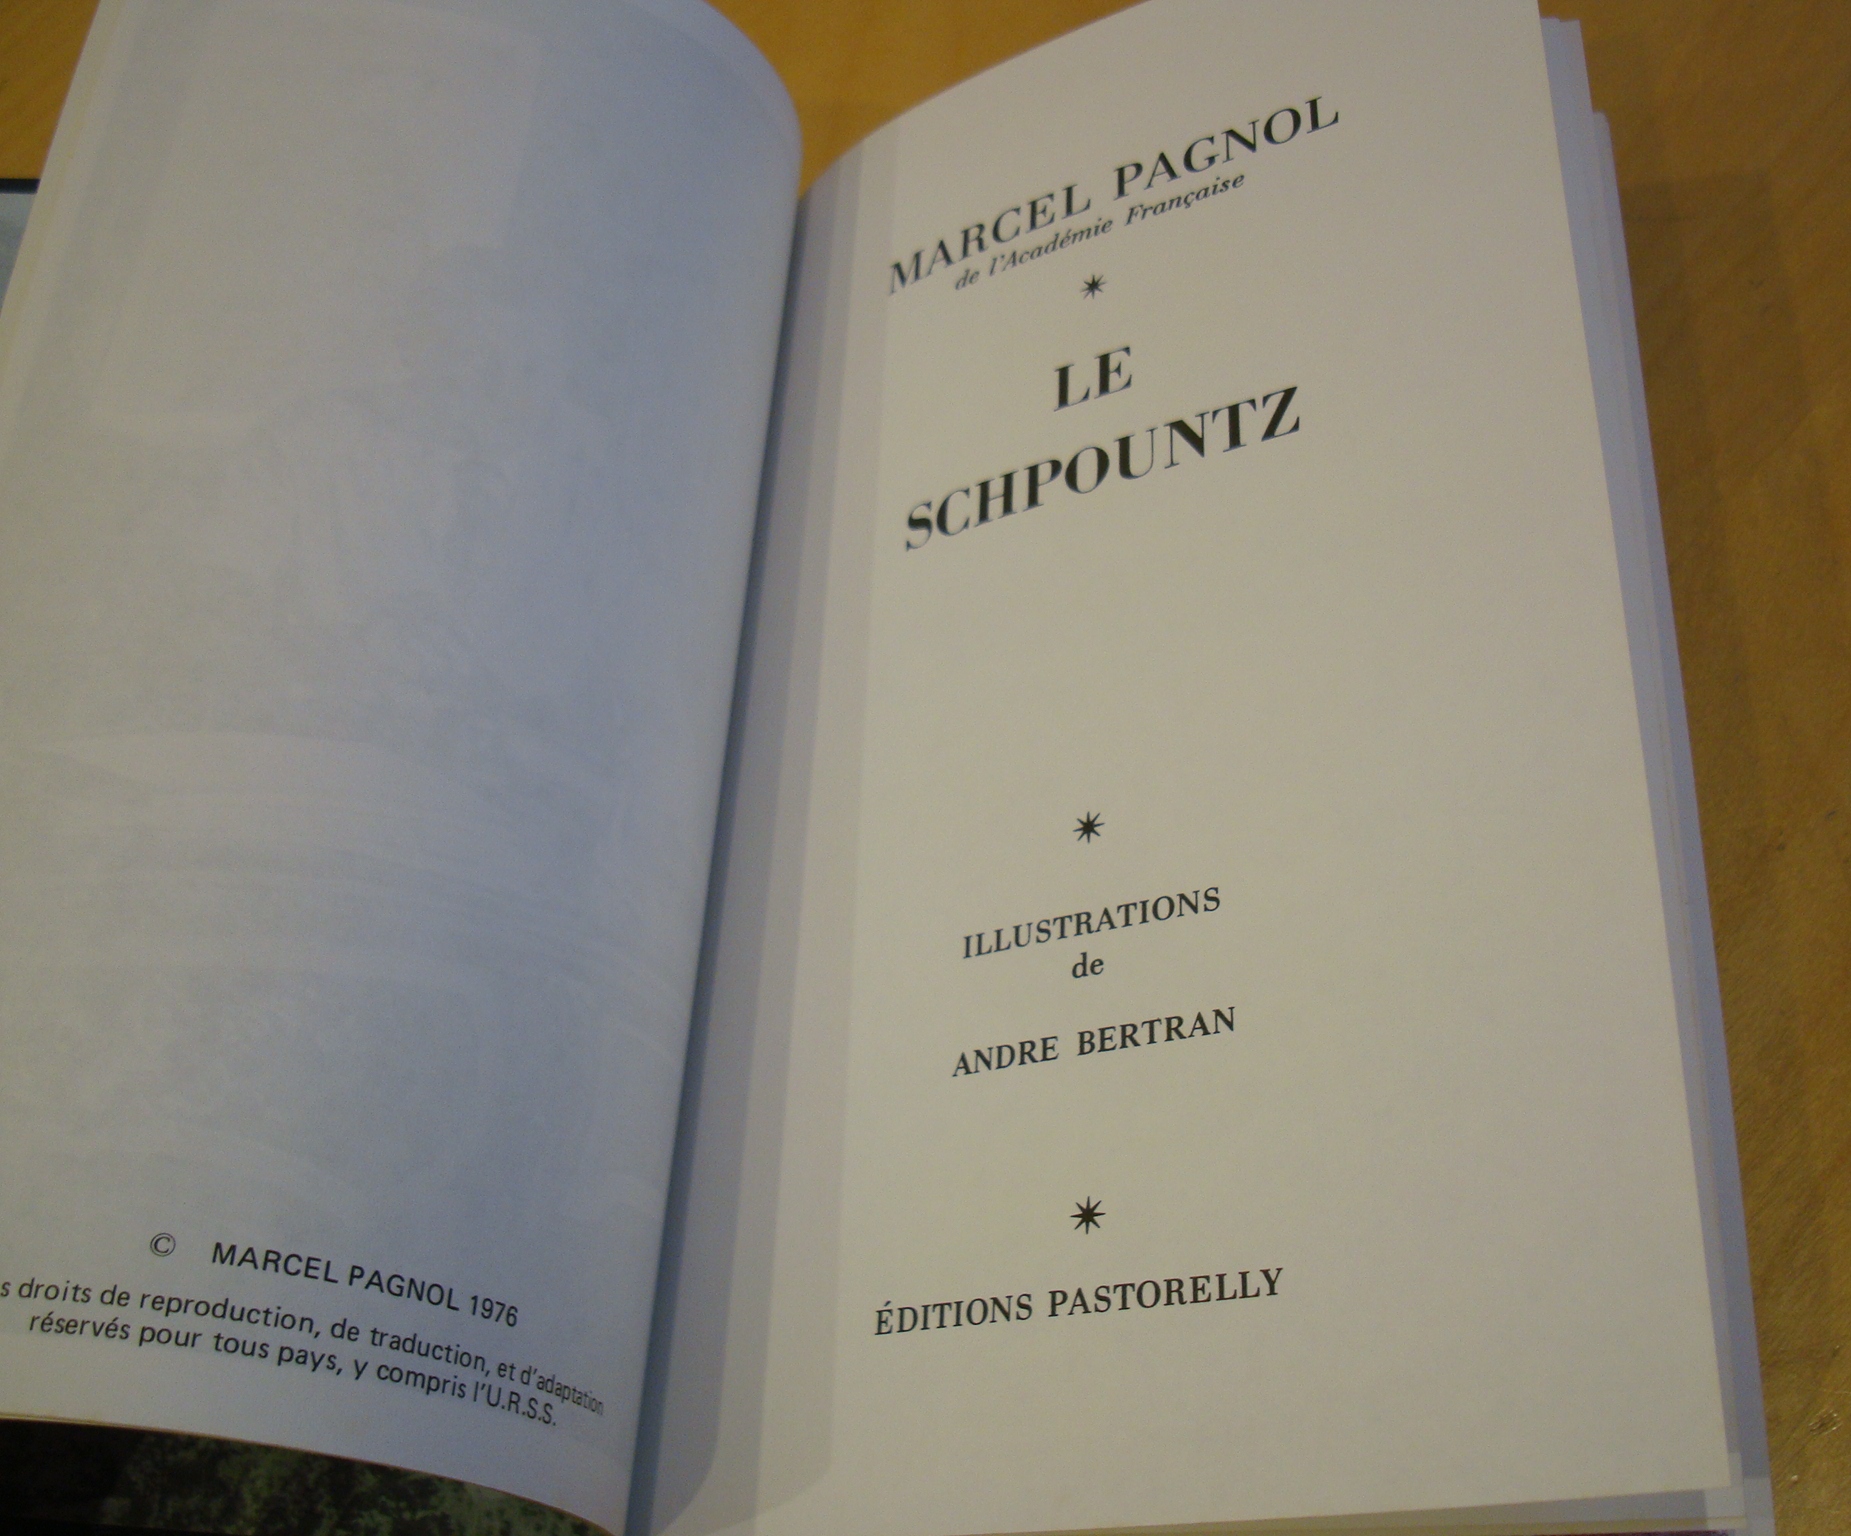 © MARCEL PAGNOL 1976
droits de reproduction, de traduction, et d'adaptation
réservés pour tous pays, y compris l'U.R.S.S.
MARCEL PAGNOL
de l'Académie Française
LE
SCHPOUNTZ
ILLUSTRATIONS
de
ANDRE BERTRAN
ÉDITIONS PASTORELLY